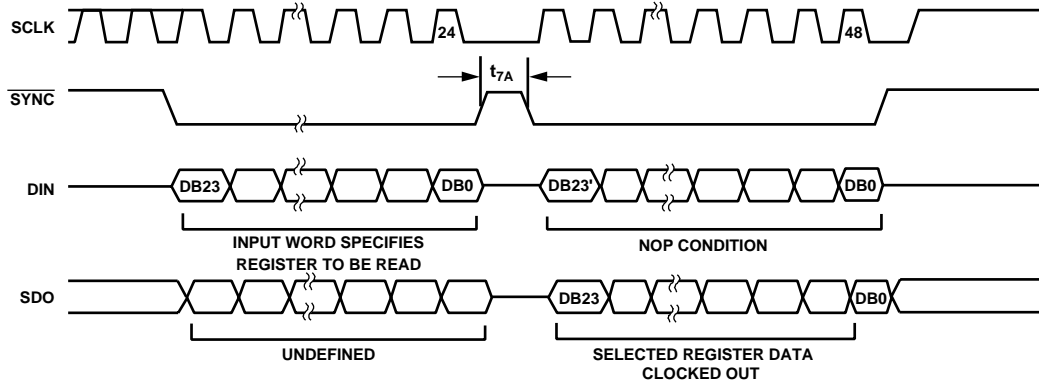 SCLK
24
48
t7A
SYNC
DIN
DB23
DB0
DB23'
DB0
INPUT WORD SPECIFIES
REGISTER TO BE READ
NOP CONDITION
SDO
DB23
DB0
UNDEFINED
SELECTED REGISTER DATA
CLOCKED OUT